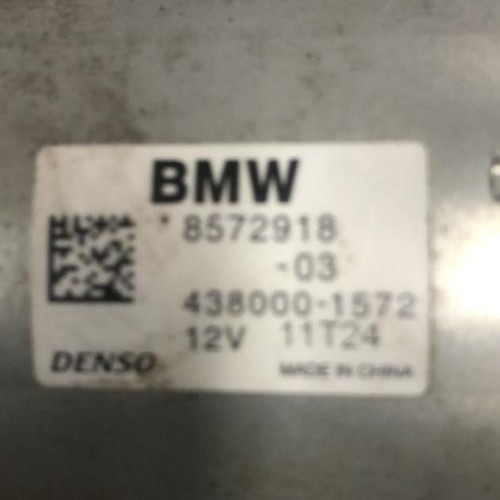 BMW
* 8572918
-03
438000-1572
12V 11T24
DENSO MADE IN CHINA